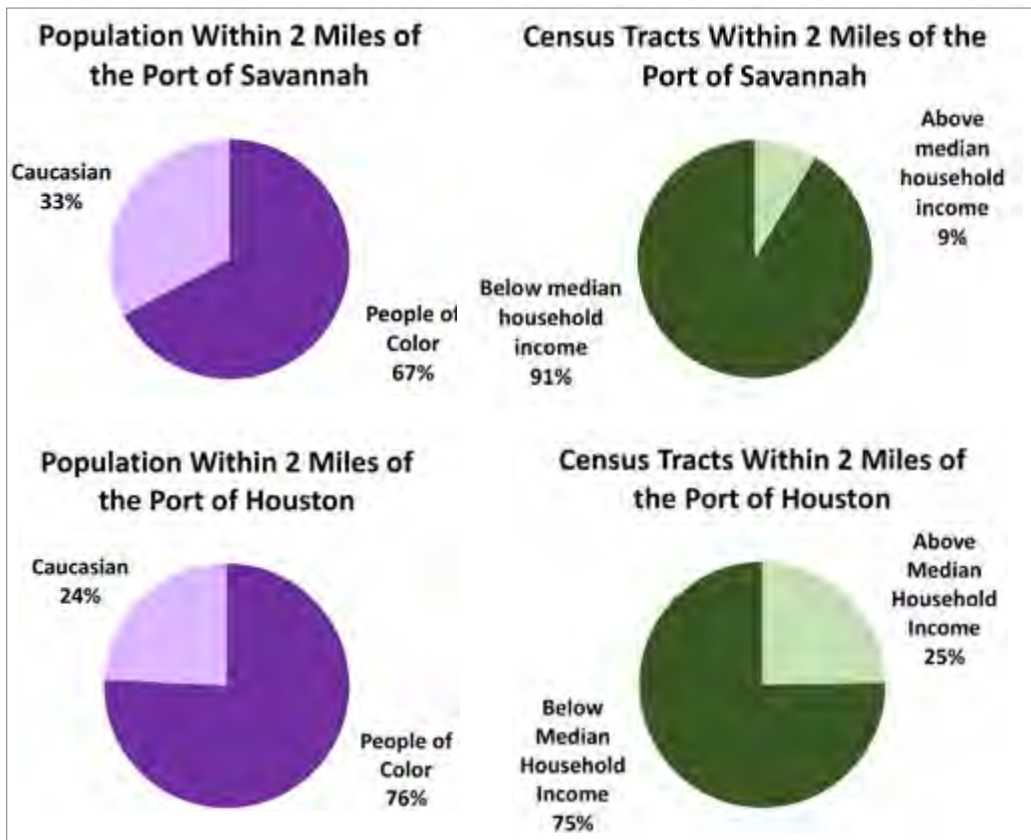 Population Within 2 Miles of
the Port of Savannah
Caucasian
33%
People of
Color
67%
Census Tracts Within 2 Miles of the
Port of Savannah
Above
median
household
income
9%
Below median
household
income
91%
Population Within 2 Miles of
the Port of Houston
Caucasian
24%
People of
Color
76%
Census Tracts Within 2 Miles of
the Port of Houston
Above
Median
Household
Income
25%
Below
Median
Household
Income
75%